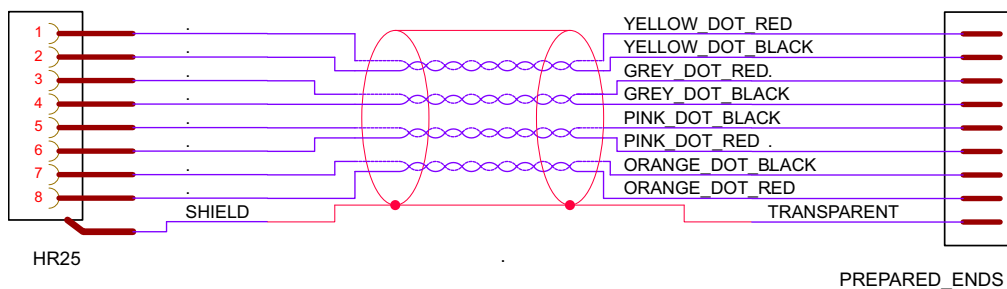 1 . YELLOW_DOT_RED
2 . YELLOW_DOT_BLACK
3 . GREY_DOT_RED.
4 . GREY_DOT_BLACK
5 . PINK_DOT_BLACK
6 . PINK_DOT_RED .
7 . ORANGE_DOT_BLACK
8 . ORANGE_DOT_RED
SHIELD TRANSPARENT
HR25 .
PREPARED_ENDS